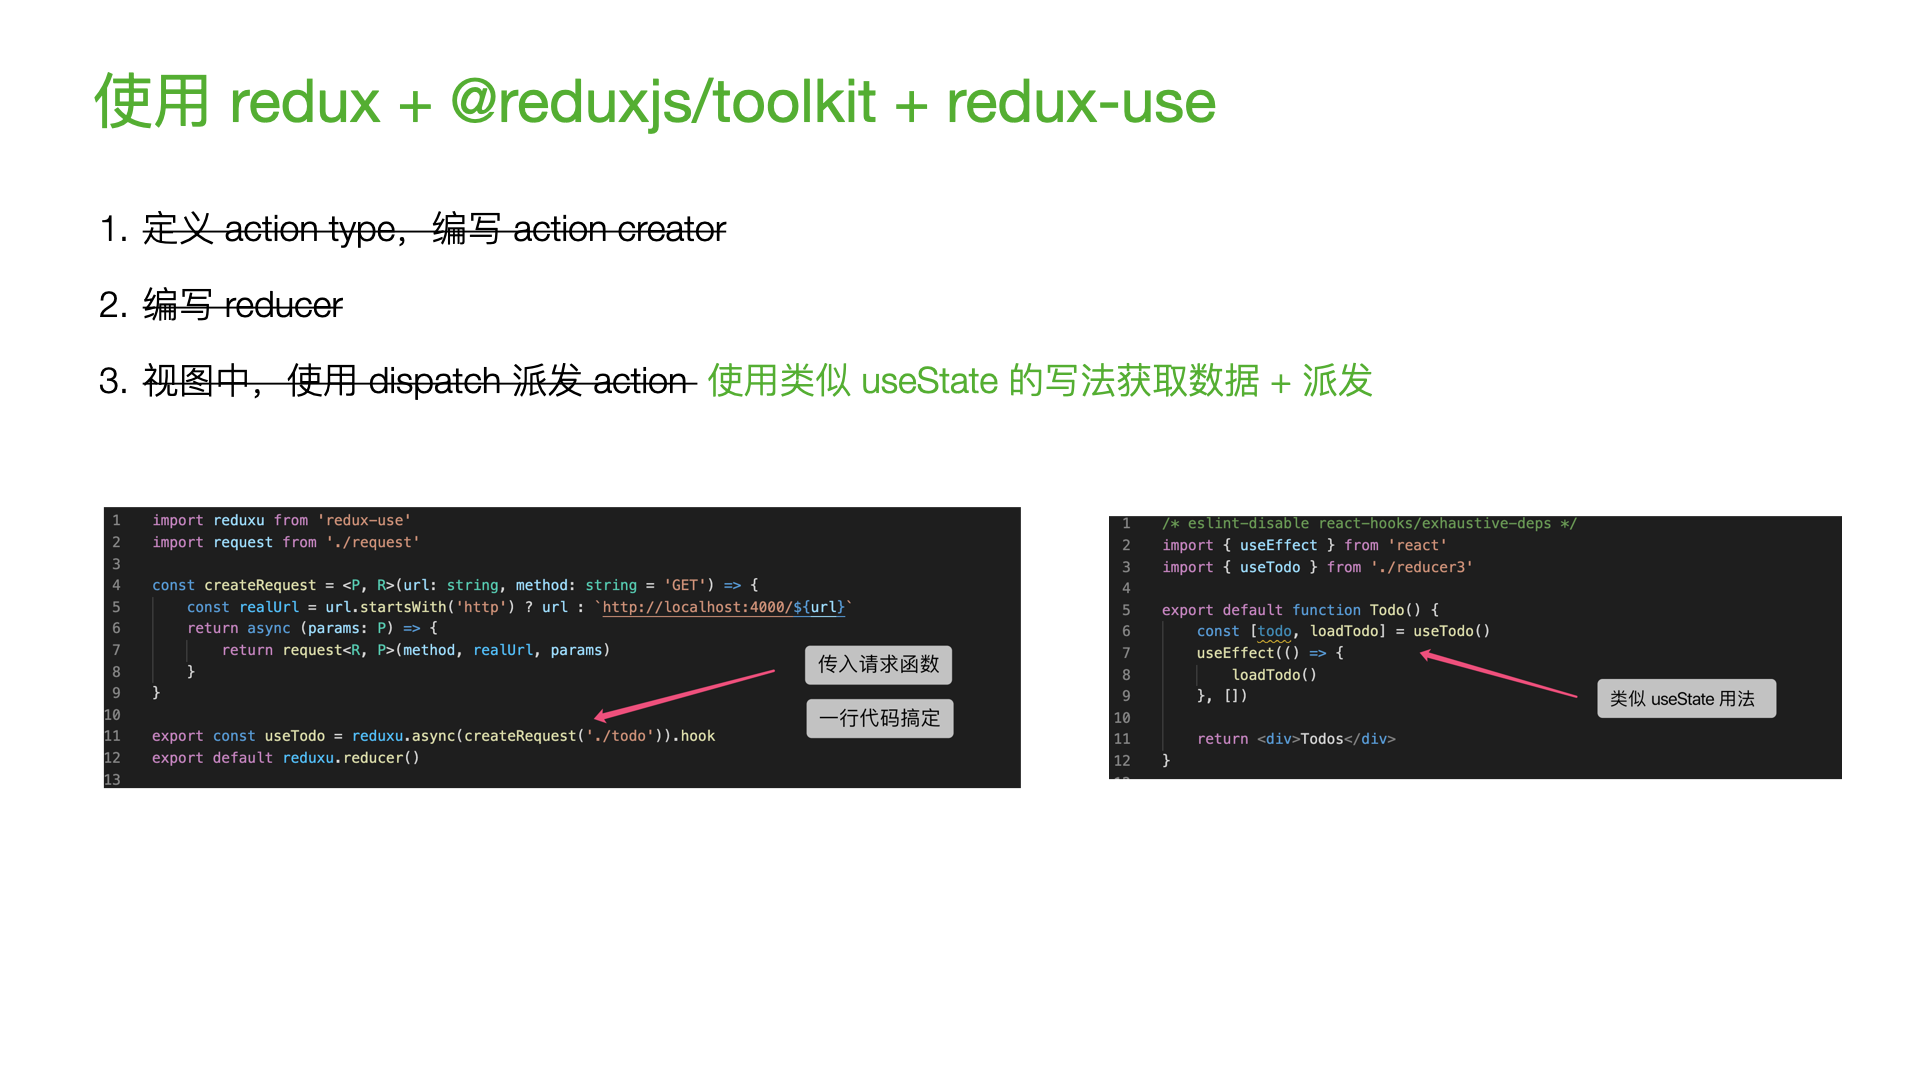 使用 redux + @reduxjs/toolkit + redux-use
1. 定义 action type，编写 action creator
2. 编写 reducer
3. 视图中，使用 dispatch 派发 action 使用类似 useState 的写法获取数据 + 派发
1 import reduxu from 'redux-use'
2 import request from './request'
3
4 const createRequest = <P, R>(url: string, method: string = 'GET') => {
5 const realUrl = url.startsWith('http') ? url : `http://localhost:4000/${url}`
6 return async (params: P) => {
7 return request<R, P>(method, realUrl, params)
8 }
9 }
10
11 export const useTodo = reduxu.async(createRequest('./todo')).hook
12 export default reduxu.reducer()
13
传入请求函数
一行代码搞定
1 /* eslint-disable react-hooks/exhaustive-deps */
2 import { useEffect } from 'react'
3 import { useTodo } from './reducer3'
4
5 export default function Todo() {
6 const [todo, loadTodo] = useTodo()
7 useEffect(() => {
8 loadTodo()
9 }, [])
10
11 return <div>Todos</div>
12 }
类似 useState 用法